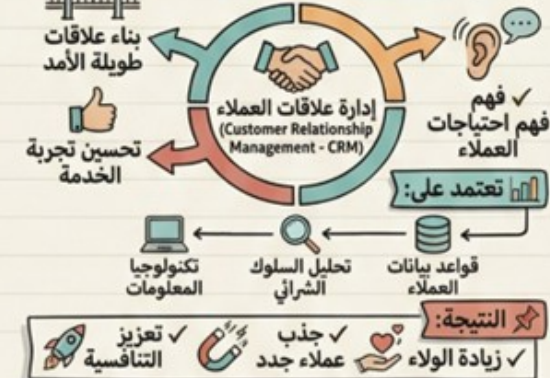 بناء علاقات
طويلة الأمد
إدارة علاقات العملاء
(Customer Relationship
Management - CRM)
✓ فهم
فهم احتياجات
العملاء
تحسين تجربة
الخدمة
تعتمد على:
قواعد بيانات
العملاء
تحليل السلوك
الشرائي
تكنولوجيا
المعلومات
النتيجة:
✓ زيادة الولاء
✓ جذب
عملاء جدد
✓ تعزيز
التنافسية